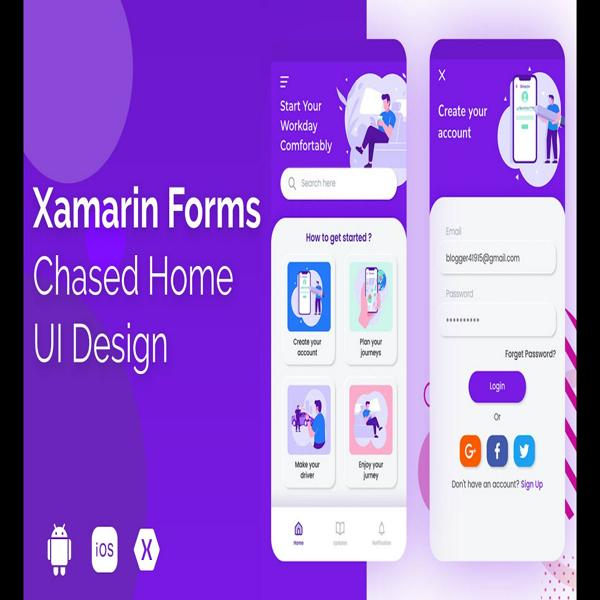 Xamarin Forms
Chased Home
UI Design
iOS
X
Start Your
Workday
Comfortably
Search here
How to get started ?
Create your
account
Plan your
journeys
Make your
driver
Enjoy your
jurney
Home
Updates
Notification
X
Create your
account
Email
blogger41915@gmail.com
Password
Forget Password?
Login
Or
G+
f
Don't have an account? Sign Up